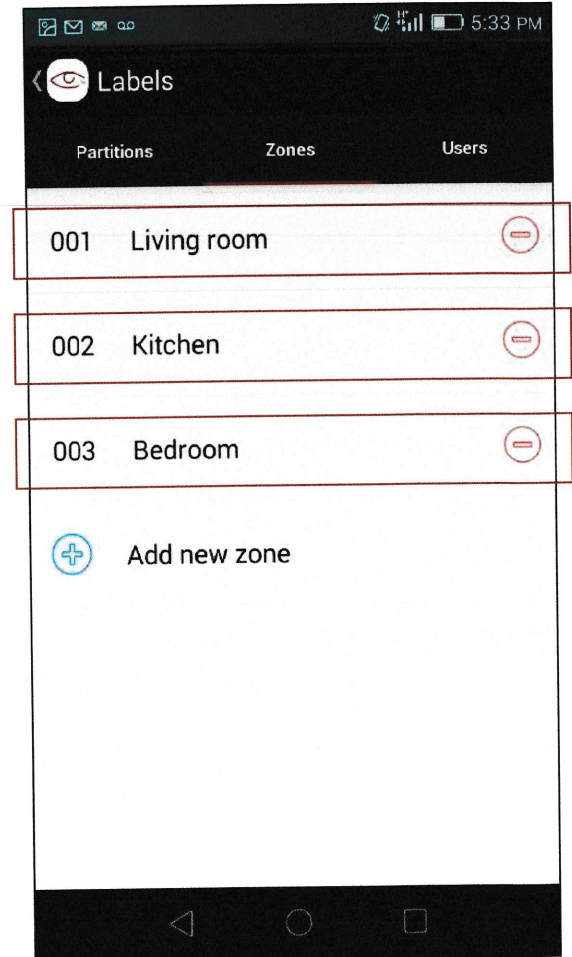 H+ 5:33 PM
Labels
Partitions Zones Users
001 Living room
002 Kitchen
003 Bedroom
Add new zone